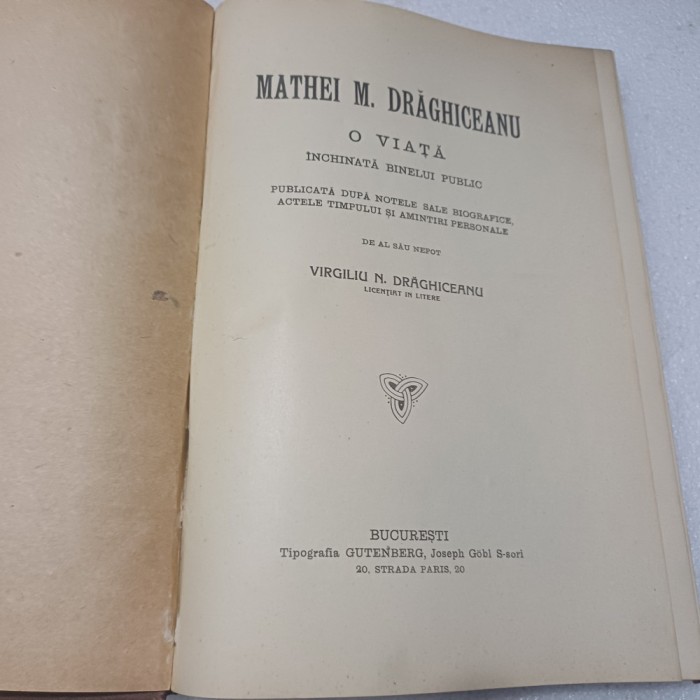 MATHEI M. DRĂGHICEANU
O VIAȚĂ
ÎNCHINATĂ BINELUI PUBLIC
PUBLICATĂ DUPĂ NOTELE SALE BIOGRAFICE,
ACTELE TIMPULUI ȘI AMINTIRI PERSONALE
DE AL SĂU NEPOT
VIRGILIU N. DRĂGHICEANU
LICENȚIAT IN LITERE
BUCUREȘTI
Tipografia GUTENBERG, Joseph Göbl S-sori
20, STRADA PARIS, 20